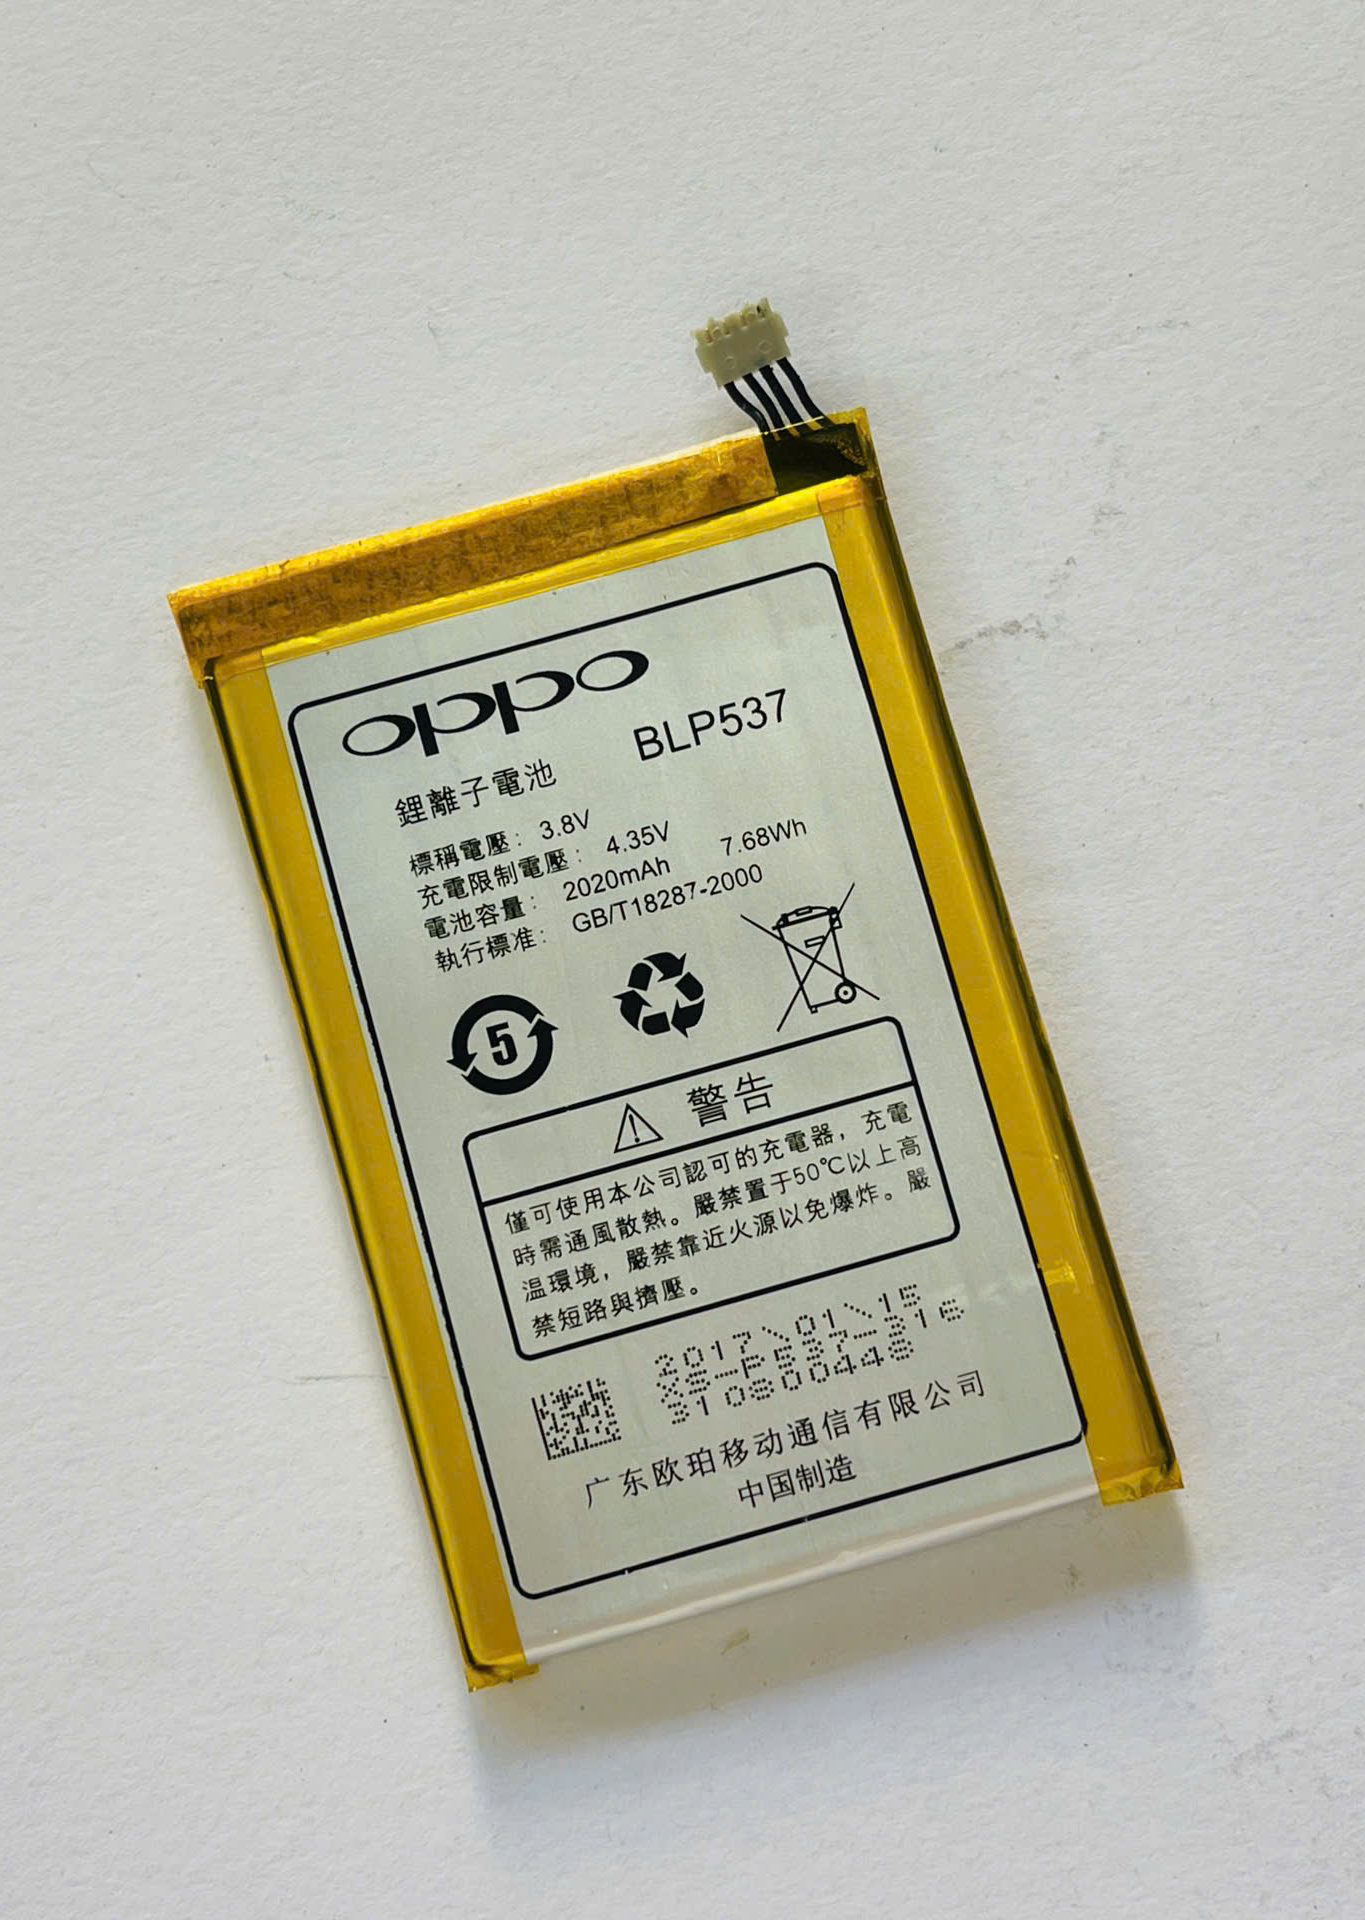 oppo
BLP537
鋰離子電池
標稱電壓： 3.8V
充電限制電壓： 4.35V
電池容量： 2020mAh 7.68Wh
執行標准： GB/T18287-2000
5
警告
僅可使用本公司認可的充電器，充電
時需通風散熱。嚴禁置于50℃以上高
温環境，嚴禁靠近火源以免爆炸。嚴
禁短路與擠壓。
广东欧珀移动通信有限公司
中国制造